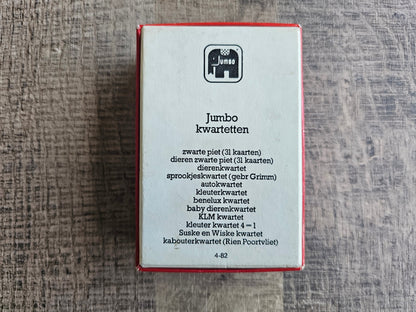 Jumbo
Jumbo
kwartetten
zwarte piet (31 kaarten)
dieren zwarte piet (31 kaarten)
dierenkwartet
sprookjeskwartet (gebr Grimm)
autokwartet
kleuterkwartet
benelux kwartet
baby dierenkwartet
KLM kwartet
kleuter kwartet 4=1
Suske en Wiske kwartet
kabouterkwartet (Rien Poortvliet)
4-82